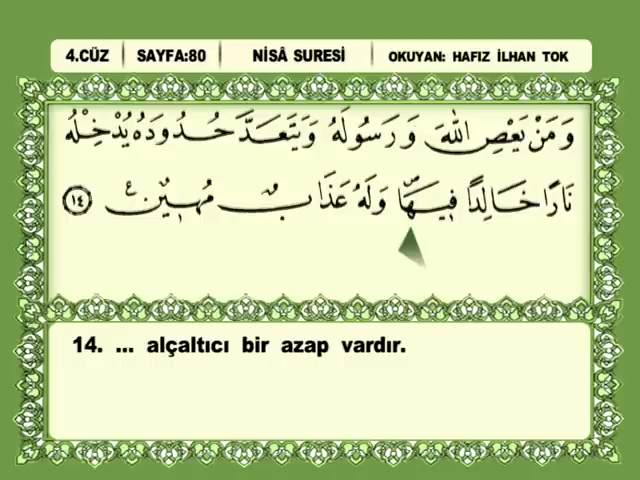 4.CÜZ SAYFA:80 NİSÂ SURESİ OKUYAN: HAFIZ İLHAN TOK
وَمَنْ يَعْصِ اللّٰهَ وَرَسُولَهُ وَيَتَعَدَّ حُدُودَهُ يُدْخِلْهُ
نَارًا خَالِدًا فِيهَا وَلَهُ عَذَابٌ مُهِينٌ ع ﴿١٤﴾
14. ... alçaltıcı bir azap vardır.